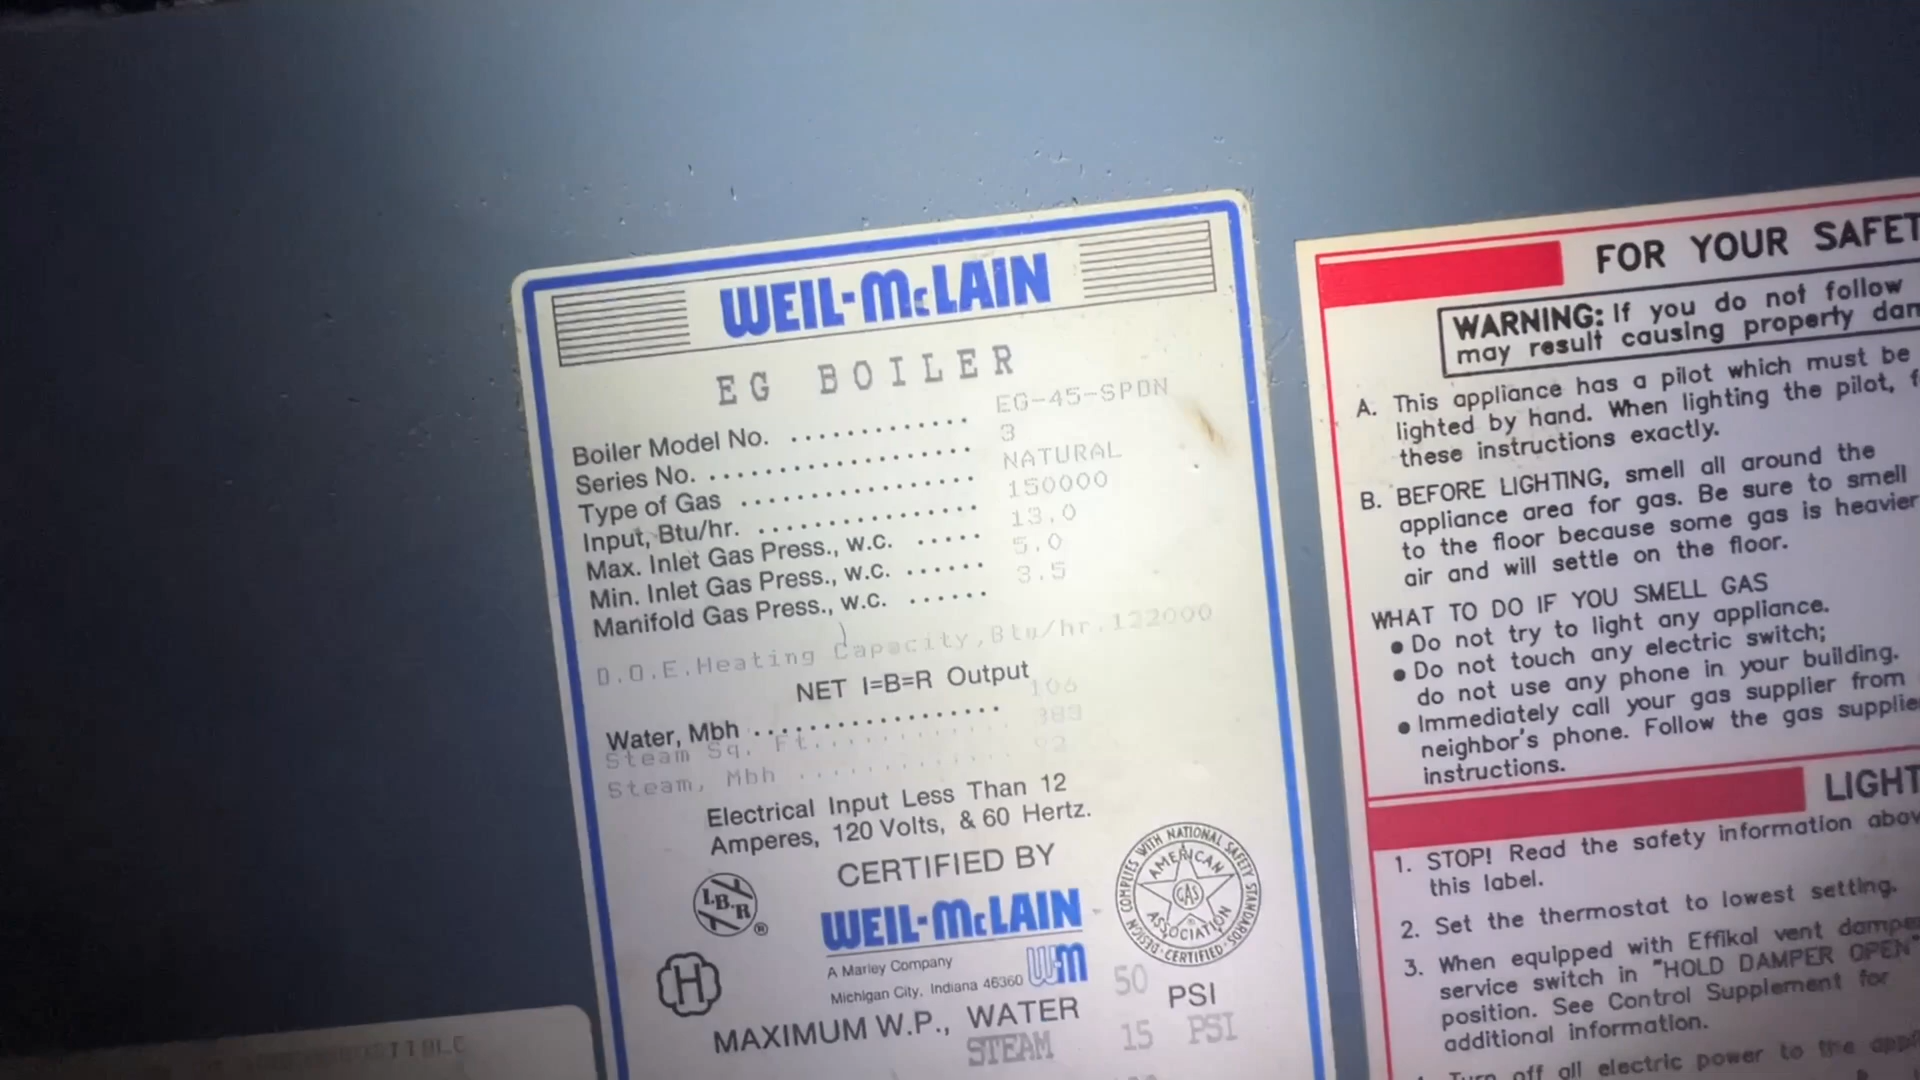 WEIL-McLAIN
EG BOILER
Boiler Model No. ............. EG-45-SPDN
Series No. .................... 3
Type of Gas .................. NATURAL
Input, Btu/hr. ................ 150000
Max. Inlet Gas Press., w.c. ..... 13.0
Min. Inlet Gas Press., w.c. ...... 5.0
Manifold Gas Press., w.c. ...... 3.5
D.O.E. Heating Capacity, Btu/hr. 122000
NET I=B=R Output
Water, Mbh .................. 106
Steam Sq. Ft. ............ 383
Steam, Mbh ............. 92
Electrical Input Less Than 12
Amperes, 120 Volts, & 60 Hertz.
CERTIFIED BY
I=B=R ®
WEIL-McLAIN
A Marley Company
Michigan City, Indiana 46360
WM
H
DESIGN CERTIFIED · COMPLIES WITH NATIONAL SAFETY STANDARDS
AMERICAN GAS ASSOCIATION
MAXIMUM W.P., WATER 50 PSI
STEAM 15 PSI
FOR YOUR SAFET
WARNING: If you do not follow
may result causing property dam
A. This appliance has a pilot which must be
lighted by hand. When lighting the pilot, f
these instructions exactly.
B. BEFORE LIGHTING, smell all around the
appliance area for gas. Be sure to smell
to the floor because some gas is heavier
air and will settle on the floor.
WHAT TO DO IF YOU SMELL GAS
• Do not try to light any appliance.
• Do not touch any electric switch;
do not use any phone in your building.
• Immediately call your gas supplier from
neighbor's phone. Follow the gas supplie
instructions.
LIGHT
1. STOP! Read the safety information abov
this label.
2. Set the thermostat to lowest setting.
3. When equipped with Effikal vent dampe
service switch in "HOLD DAMPER OPEN"
position. See Control Supplement for
additional information.
Turn off all electric power to the appl